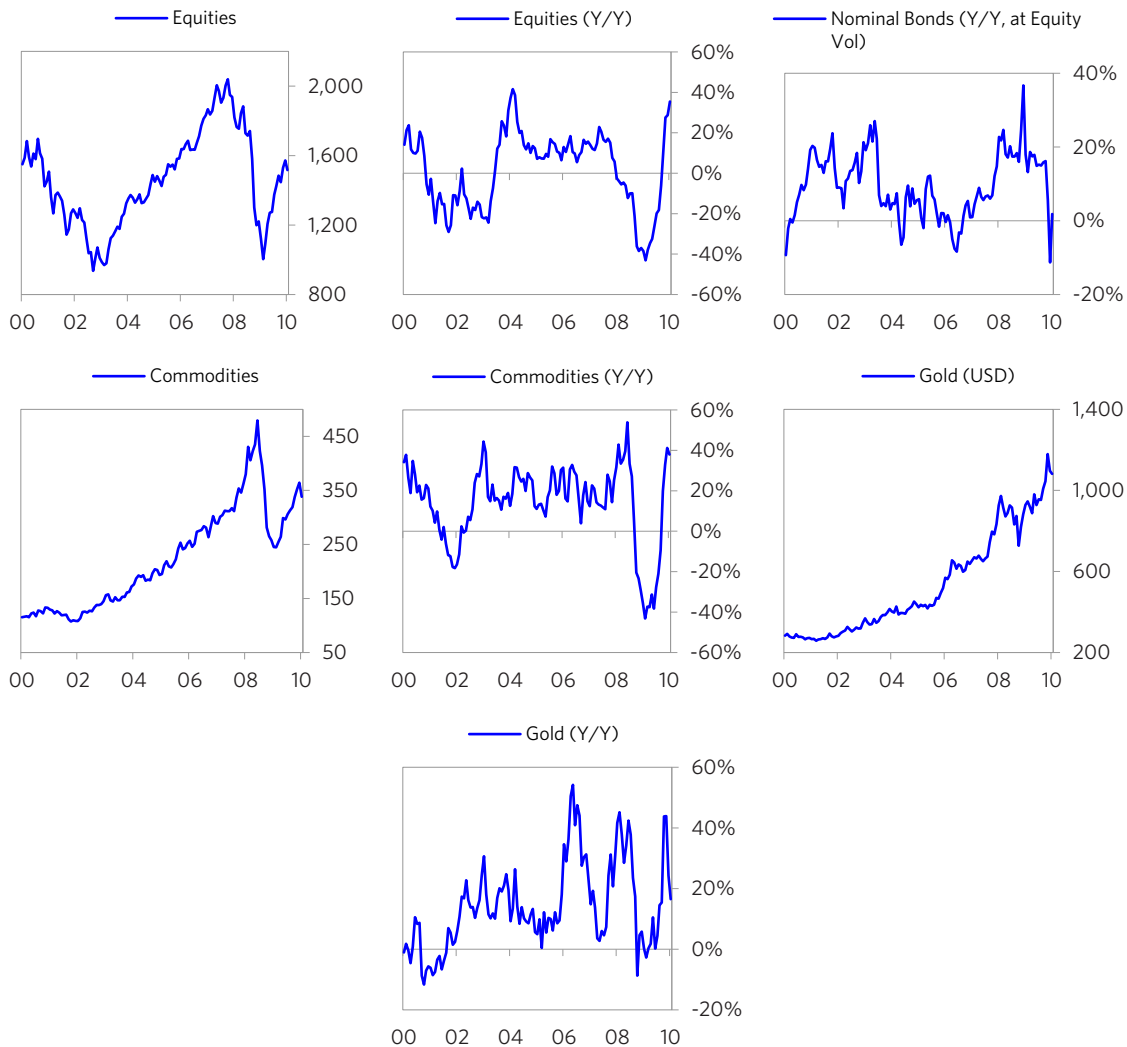 Equities
Equities (Y/Y)
Nominal Bonds (Y/Y, at Equity
Vol)
2,000
1,600
1,200
800
00 02 04 06 08 10
60%
40%
20%
0%
-20%
-40%
-60%
00 02 04 06 08 10
40%
20%
0%
-20%
00 02 04 06 08 10
Commodities
Commodities (Y/Y)
Gold (USD)
450
350
250
150
50
00 02 04 06 08 10
60%
40%
20%
0%
-20%
-40%
-60%
00 02 04 06 08 10
1,400
1,000
600
200
00 02 04 06 08 10
Gold (Y/Y)
60%
40%
20%
0%
-20%
00 02 04 06 08 10